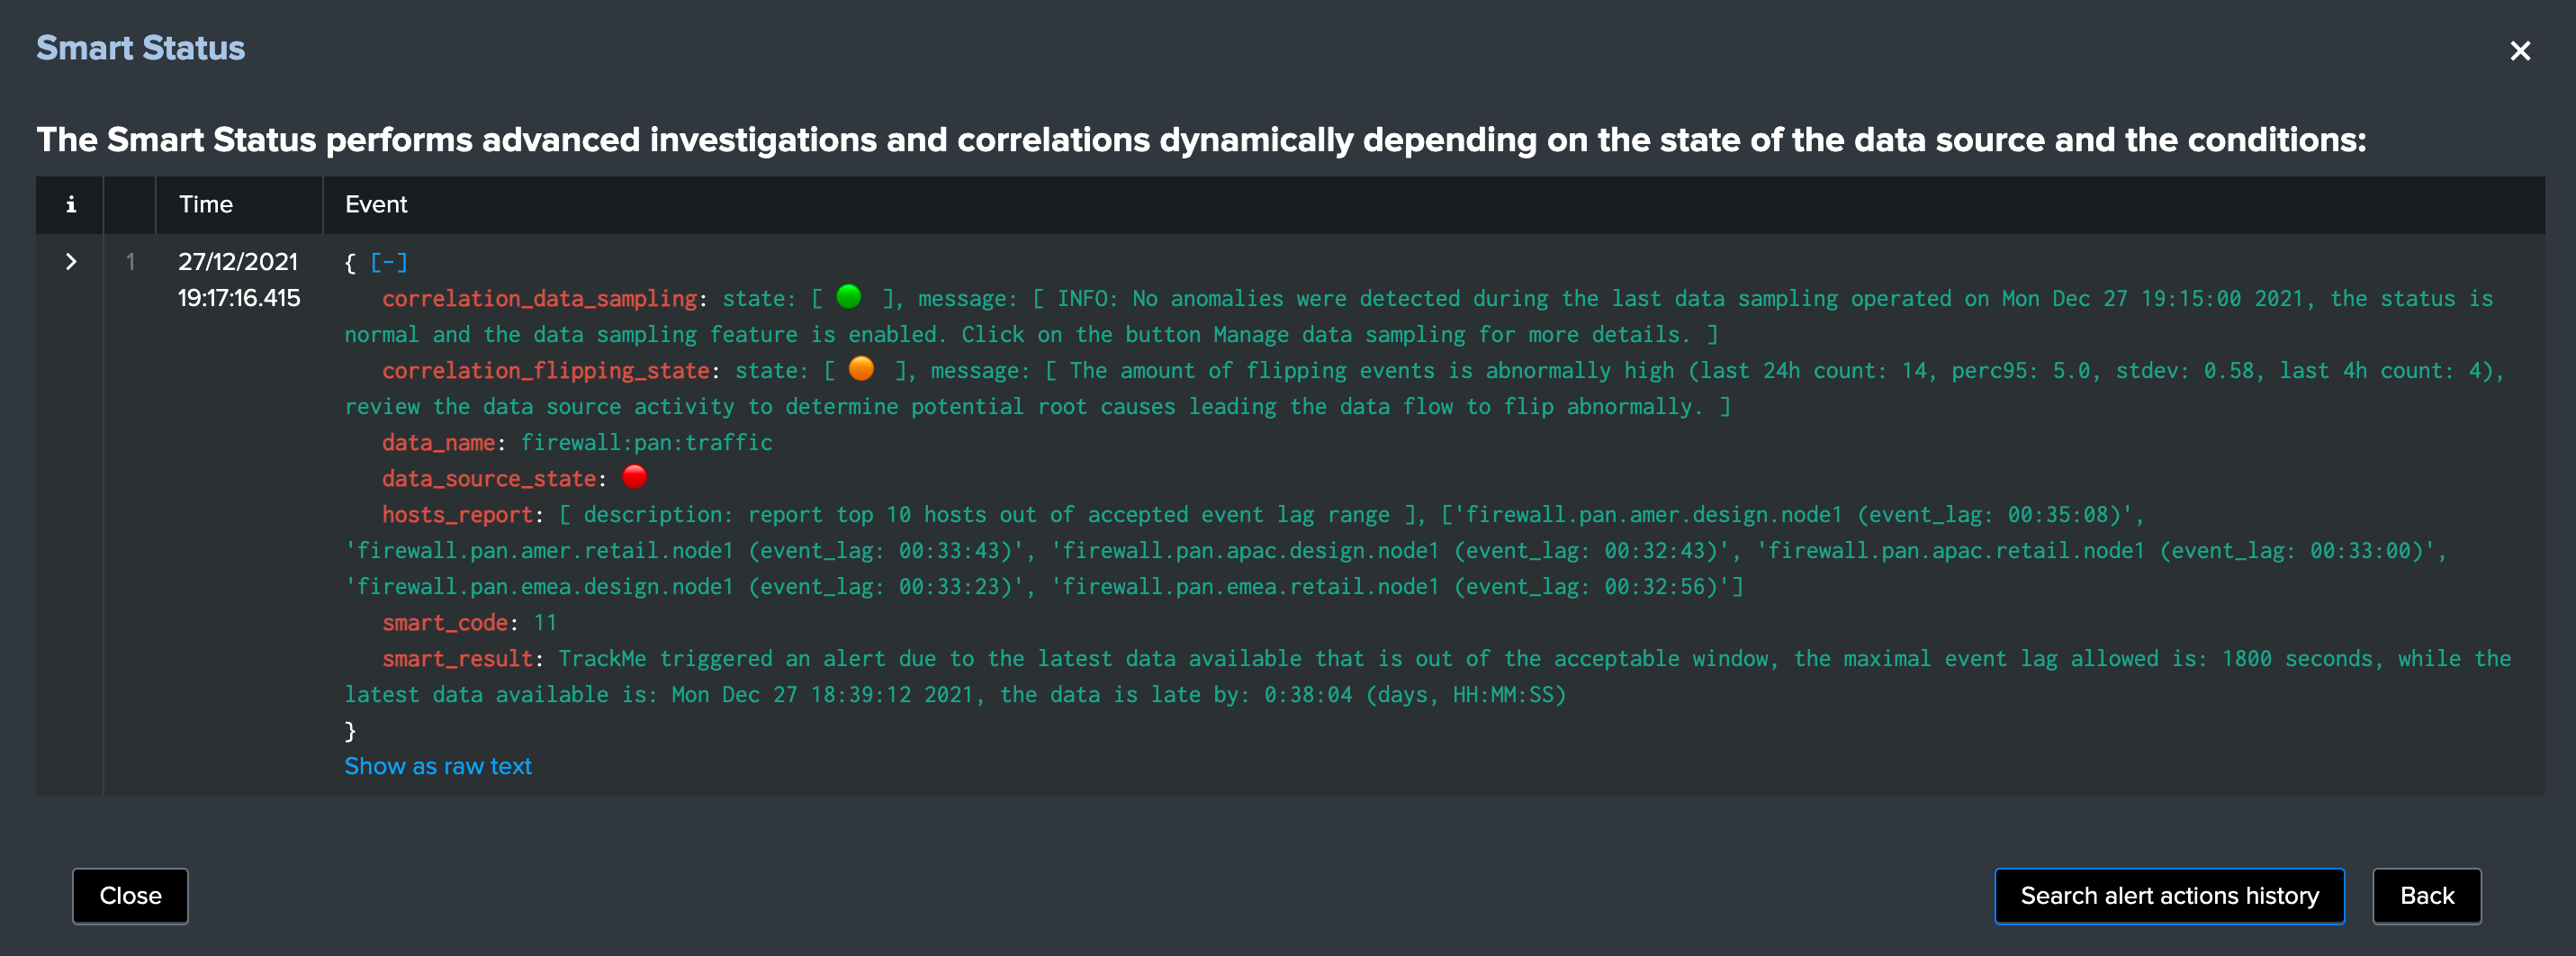 Smart Status
The Smart Status performs advanced investigations and correlations dynamically depending on the state of the data source and the conditions:
i Time Event
1 27/12/2021 { [-]
19:17:16.415 correlation_data_sampling: state: [ 🟢 ], message: [ INFO: No anomalies were detected during the last data sampling operated on Mon Dec 27 19:15:00 2021, the status is
normal and the data sampling feature is enabled. Click on the button Manage data sampling for more details. ]
correlation_flipping_state: state: [ 🟠 ], message: [ The amount of flipping events is abnormally high (last 24h count: 14, perc95: 5.0, stdev: 0.58, last 4h count: 4),
review the data source activity to determine potential root causes leading the data flow to flip abnormally. ]
data_name: firewall:pan:traffic
data_source_state: 🔴
hosts_report: [ description: report top 10 hosts out of accepted event lag range ], ['firewall.pan.amer.design.node1 (event_lag: 00:35:08)',
'firewall.pan.amer.retail.node1 (event_lag: 00:33:43)', 'firewall.pan.apac.design.node1 (event_lag: 00:32:43)', 'firewall.pan.apac.retail.node1 (event_lag: 00:33:00)',
'firewall.pan.emea.design.node1 (event_lag: 00:33:23)', 'firewall.pan.emea.retail.node1 (event_lag: 00:32:56)']
smart_code: 11
smart_result: TrackMe triggered an alert due to the latest data available that is out of the acceptable window, the maximal event lag allowed is: 1800 seconds, while the
latest data available is: Mon Dec 27 18:39:12 2021, the data is late by: 0:38:04 (days, HH:MM:SS)
}
Show as raw text
Close Search alert actions history Back